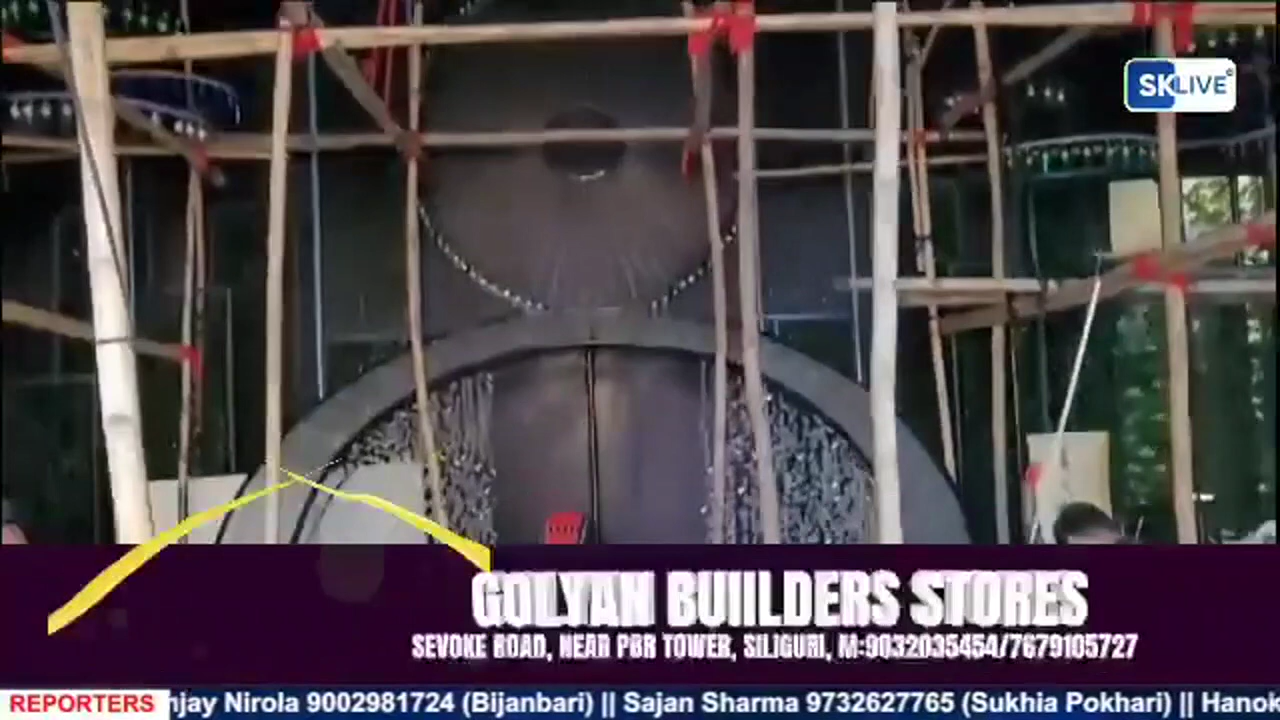 SKLIVE
GOLYAN BUIILDERS STORES
SEVOKE ROAD, NEAR PBR TOWER, SILIGURI, M:9032035454/7679105727
REPORTERS
njay Nirola 9002981724 (Bijanbari) || Sajan Sharma 9732627765 (Sukhia Pokhari) || Hanok